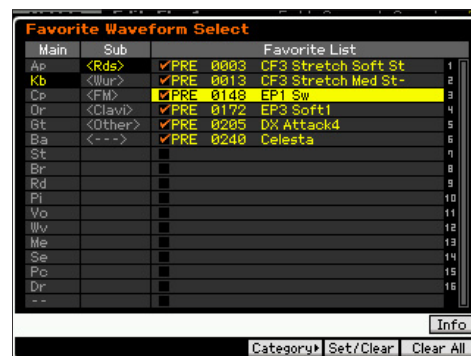 Favorite Waveform Select
Main Sub Favorite List
Ap <Rds> PRE 0003 CF3 Stretch Soft St 1
Kb <Wur> PRE 0013 CF3 Stretch Med St- 2
Cp <FM> PRE 0148 EP1 Sw 3
Or <Clavi> PRE 0172 EP3 Soft1 4
Gt <Other> PRE 0205 DX Attack4 5
Ba <---> PRE 0240 Celesta 6
St 7
Br 8
Rd 9
Pi 10
Vo 11
Wv 12
Me 13
Se 14
Pc 15
Dr 16
--
Info
Category Set/Clear Clear All